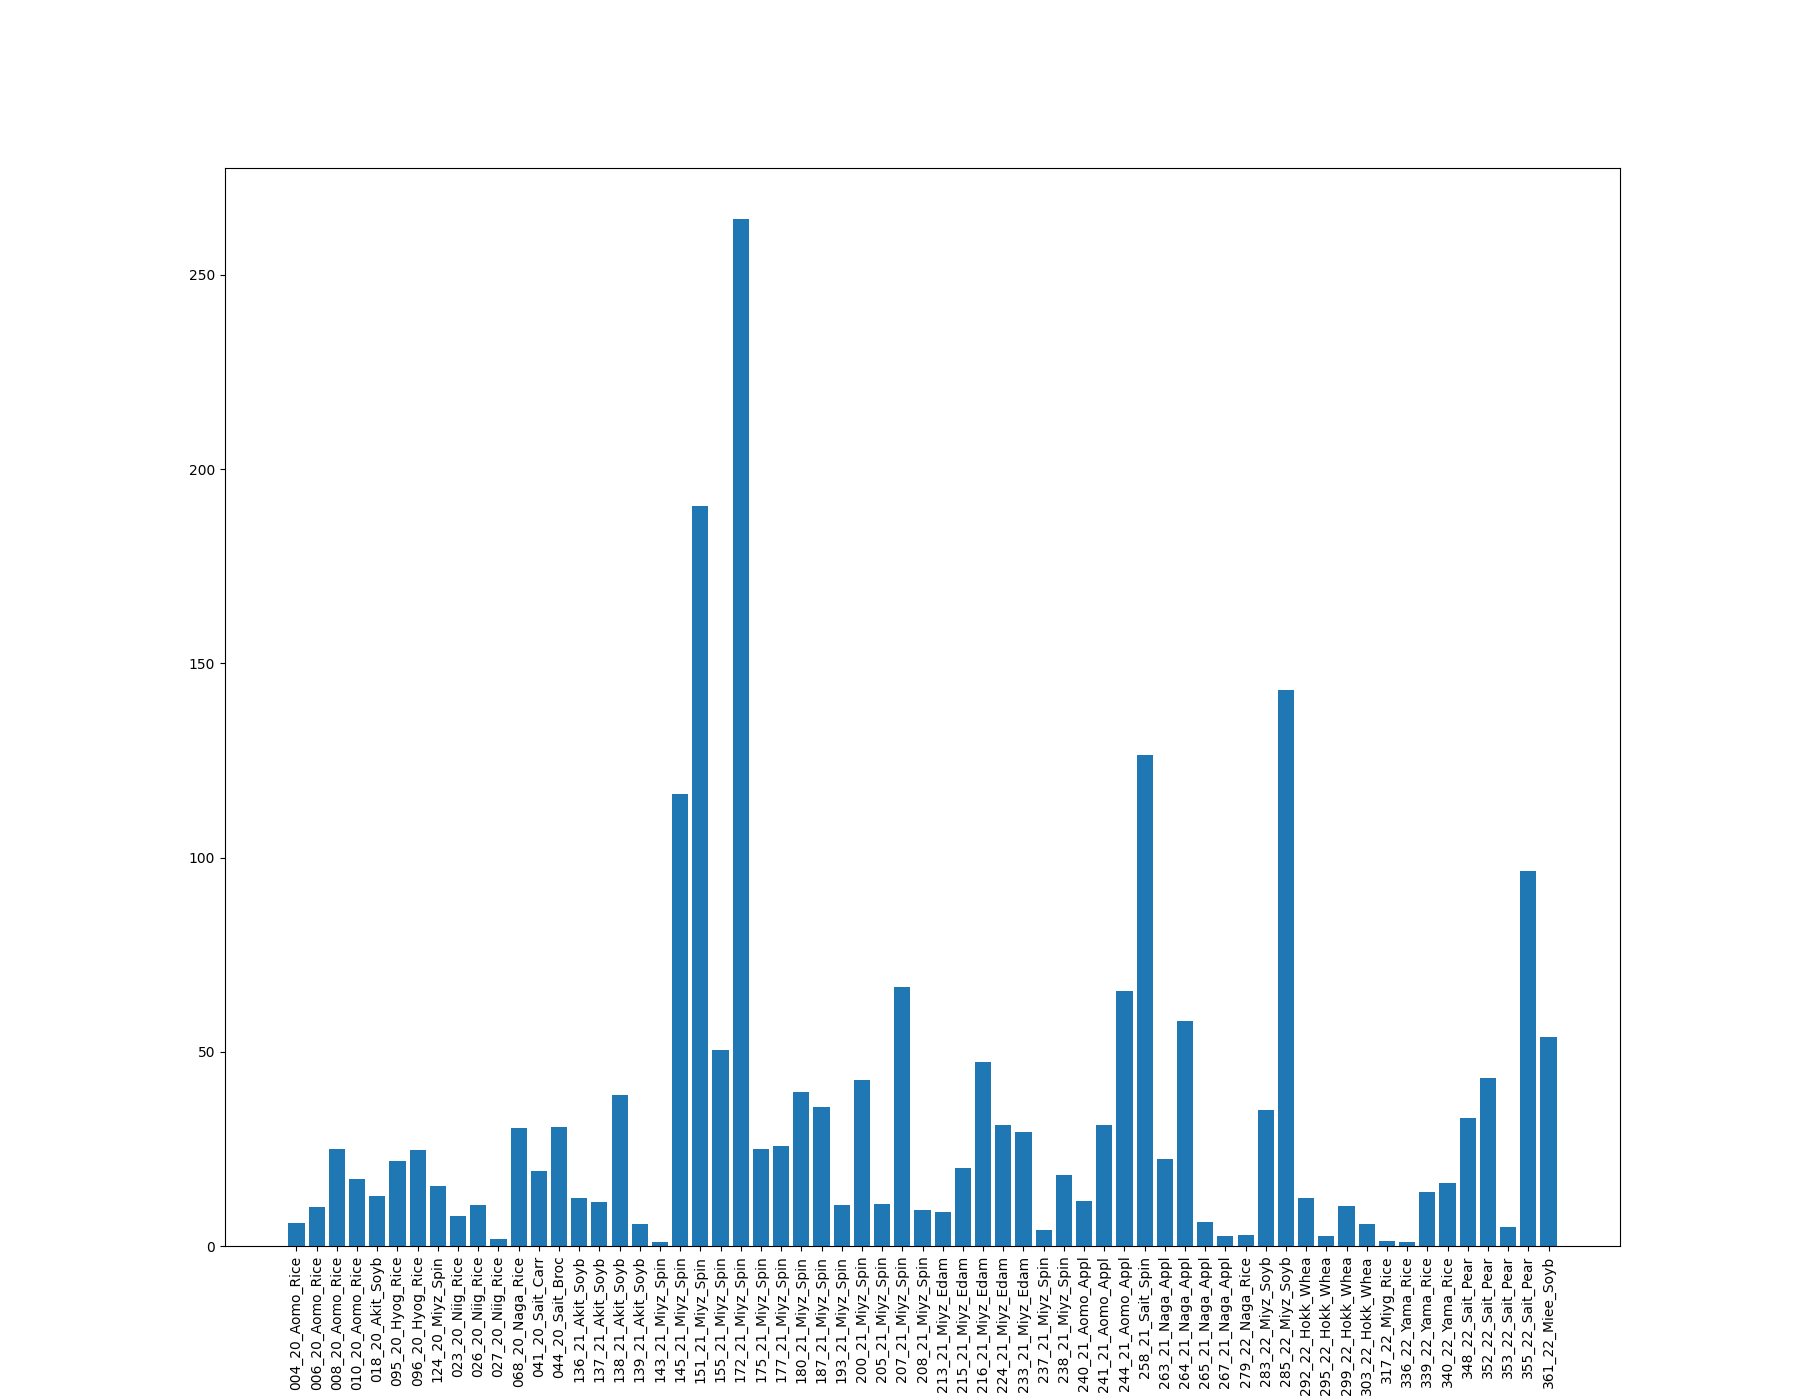 250
200
150
100
50
0
004_20_Aomo_Rice
006_20_Aomo_Rice
008_20_Aomo_Rice
010_20_Aomo_Rice
018_20_Akit_Soyb
095_20_Hyog_Rice
096_20_Hyog_Rice
124_20_Miyz_Spin
023_20_Niig_Rice
026_20_Niig_Rice
027_20_Niig_Rice
068_20_Naga_Rice
041_20_Sait_Carr
044_20_Sait_Broc
136_21_Akit_Soyb
137_21_Akit_Soyb
138_21_Akit_Soyb
139_21_Akit_Soyb
143_21_Miyz_Spin
145_21_Miyz_Spin
151_21_Miyz_Spin
155_21_Miyz_Spin
172_21_Miyz_Spin
175_21_Miyz_Spin
177_21_Miyz_Spin
180_21_Miyz_Spin
187_21_Miyz_Spin
193_21_Miyz_Spin
200_21_Miyz_Spin
205_21_Miyz_Spin
207_21_Miyz_Spin
208_21_Miyz_Spin
213_21_Miyz_Edam
215_21_Miyz_Edam
216_21_Miyz_Edam
224_21_Miyz_Edam
233_21_Miyz_Edam
237_21_Miyz_Spin
238_21_Miyz_Spin
240_21_Aomo_Appl
241_21_Aomo_Appl
244_21_Aomo_Appl
258_21_Sait_Spin
263_21_Naga_Appl
264_21_Naga_Appl
265_21_Naga_Appl
267_21_Naga_Appl
279_22_Naga_Rice
283_22_Miyz_Soyb
285_22_Miyz_Soyb
292_22_Hokk_Whea
295_22_Hokk_Whea
299_22_Hokk_Whea
303_22_Hokk_Whea
317_22_Miyg_Rice
336_22_Yama_Rice
339_22_Yama_Rice
340_22_Yama_Rice
348_22_Sait_Pear
352_22_Sait_Pear
353_22_Sait_Pear
355_22_Sait_Pear
361_22_Miee_Soyb